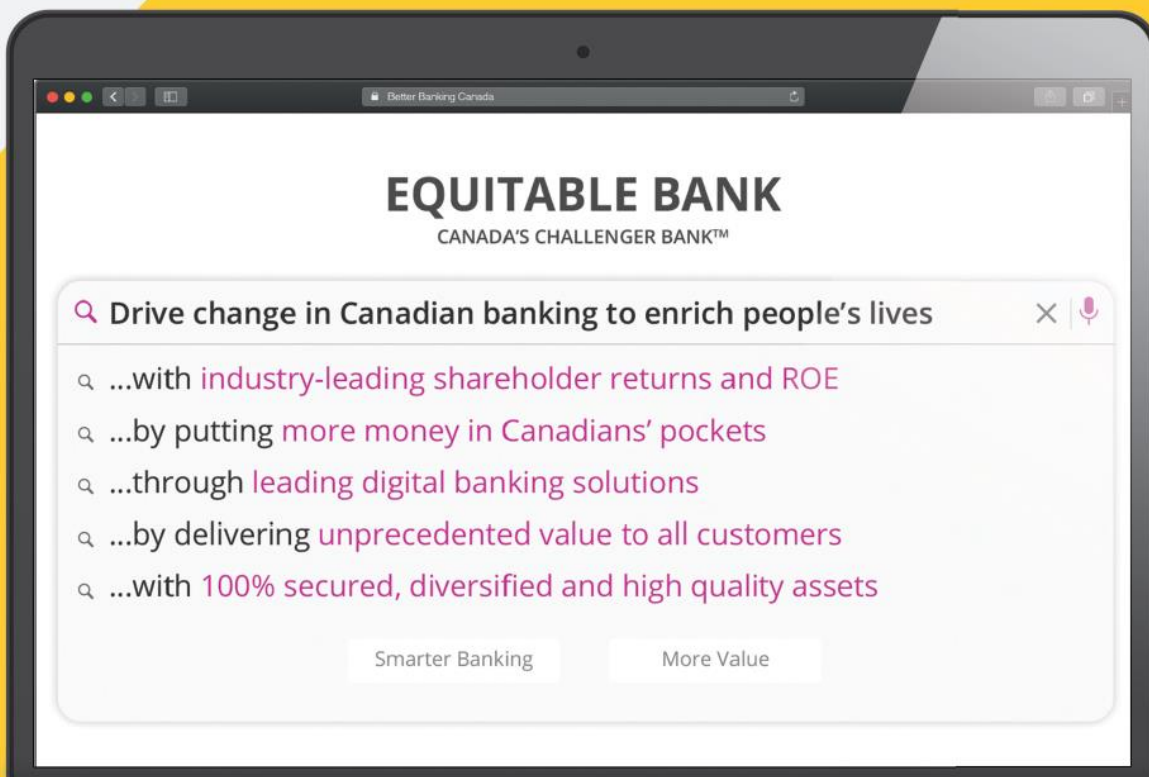 Better Banking Canada
EQUITABLE BANK
CANADA'S CHALLENGER BANK™
Drive change in Canadian banking to enrich people's lives
...with industry-leading shareholder returns and ROE
...by putting more money in Canadians' pockets
...through leading digital banking solutions
...by delivering unprecedented value to all customers
...with 100% secured, diversified and high quality assets
Smarter Banking More Value